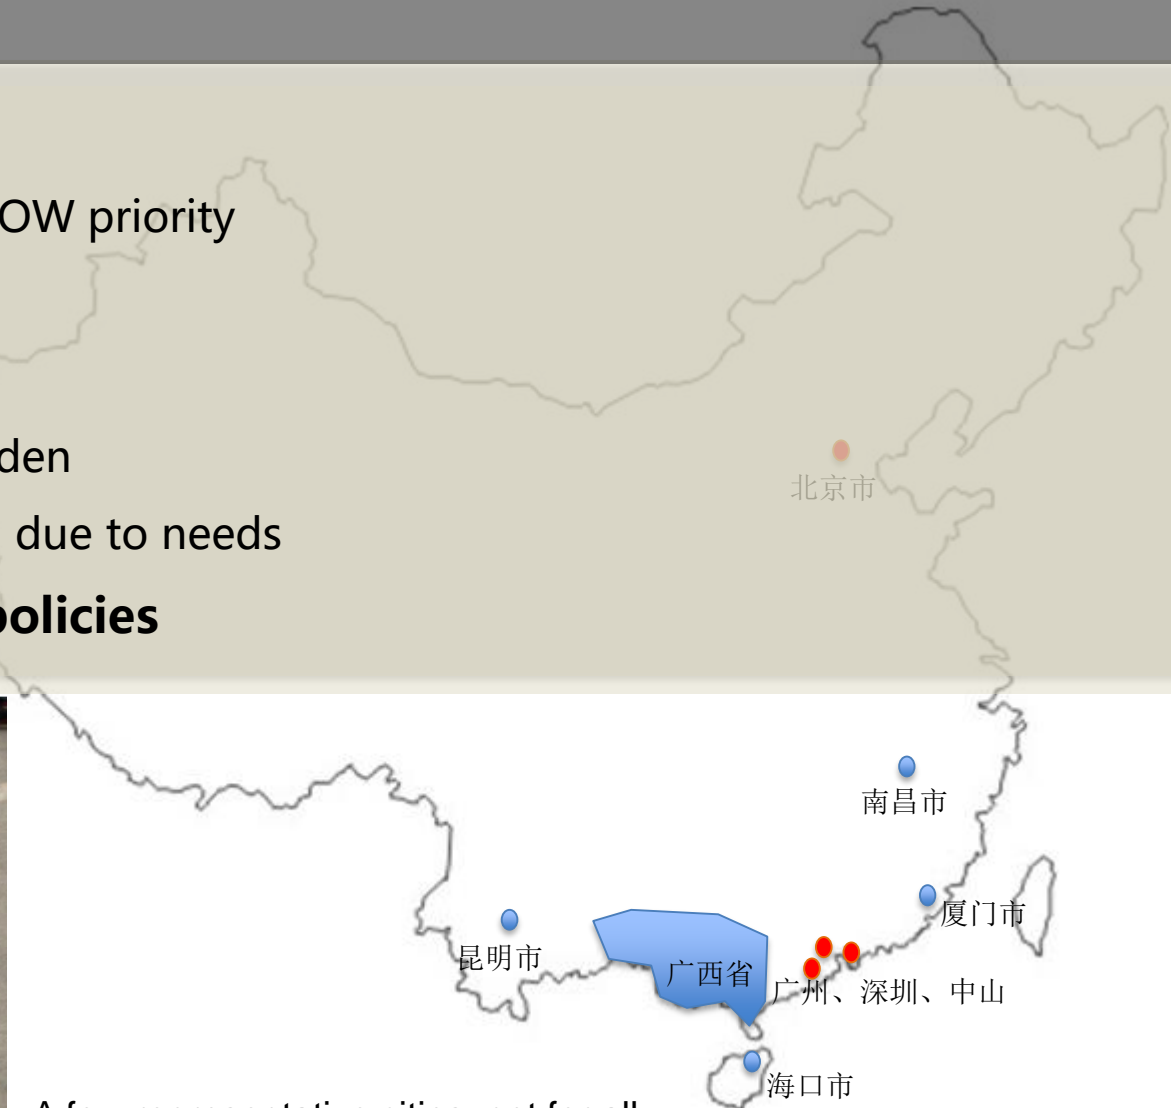 OW priority
den
北京市
due to needs
policies
南昌市
厦门市
昆明市
广西省
广州、深圳、中山
海口市